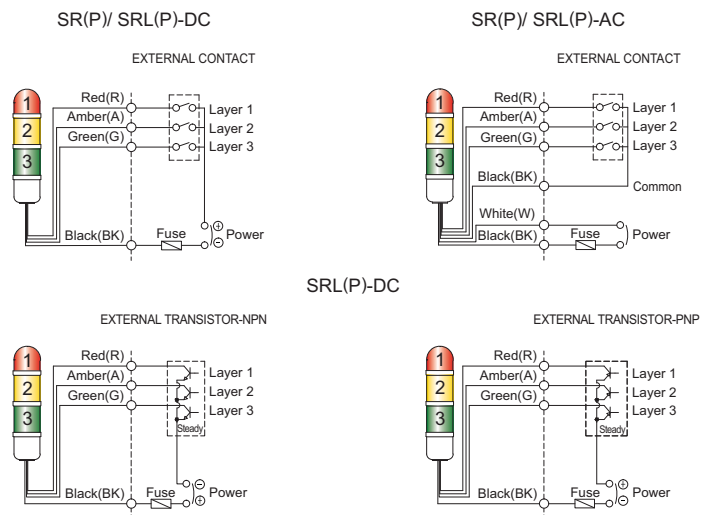 SR(P)/ SRL(P)-DC
EXTERNAL CONTACT
1
2
3
Red(R)
Amber(A)
Green(G)
Layer 1
Layer 2
Layer 3
Black(BK)
Fuse
+
-
Power
SR(P)/ SRL(P)-AC
EXTERNAL CONTACT
1
2
3
Red(R)
Amber(A)
Green(G)
Layer 1
Layer 2
Layer 3
Black(BK)
Common
White(W)
Black(BK)
Fuse
Power
SRL(P)-DC
EXTERNAL TRANSISTOR-NPN
1
2
3
Red(R)
Amber(A)
Green(G)
Layer 1
Layer 2
Layer 3
Steady
Black(BK)
Fuse
-
+
Power
EXTERNAL TRANSISTOR-PNP
1
2
3
Red(R)
Amber(A)
Green(G)
Layer 1
Layer 2
Layer 3
Steady
Black(BK)
Fuse
⊕
⊖
Power